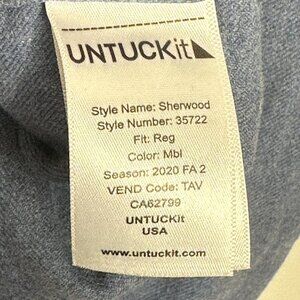 UNTUCKit
Style Name: Sherwood
Style Number: 35722
Fit: Reg
Color: Mbl
Season: 2020 FA 2
VEND Code: TAV
CA62799
UNTUCKit
USA
www.untuckit.com